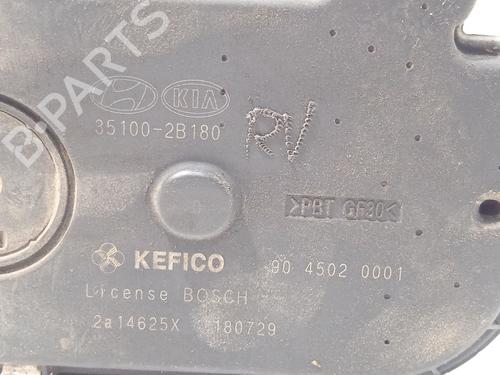 KIA
35100-2B180
RV
>PBT GF30<
KEFICO
90 4502 0001
License BOSCH
2a14625X 180729
B-PARTS